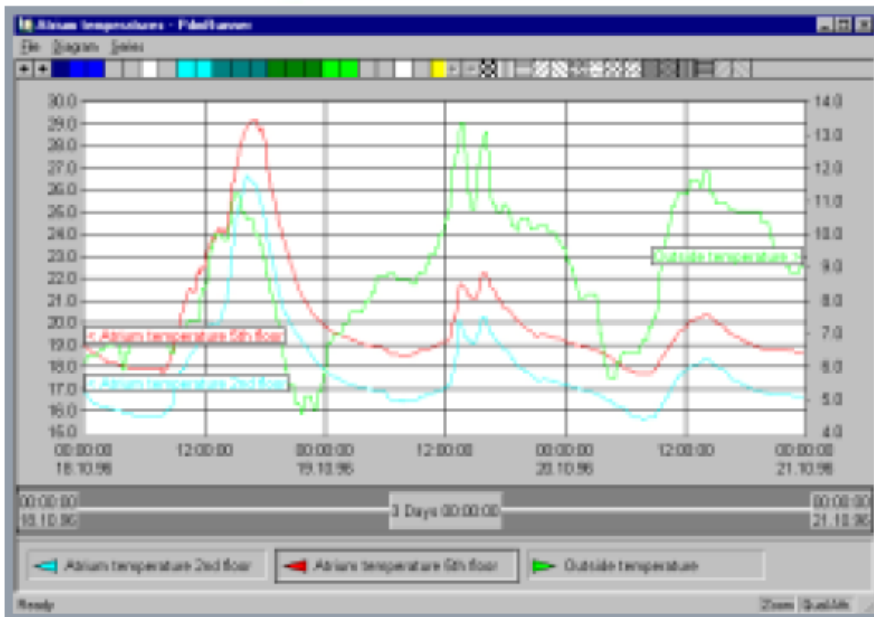 Atrium temperatures -
File Diagram Series
30.0 14.0
29.0 13.0
28.0
27.0 12.0
26.0
25.0 11.0
24.0 10.0
23.0 9.0
Outside temperature >
22.0
21.0 8.0
20.0 7.0
19.0
< Atrium temperature 5th floor
18.0 6.0
17.0 5.0
< Atrium temperature 2nd floor
16.0
15.0 4.0
00:00:00 12:00:00 00:00:00 12:00:00 00:00:00 12:00:00 00:00:00
18.10.96 19.10.96 20.10.96 21.10.96
00:00:00 3 Days 00:00:00 00:00:00
18.10.96 21.10.96
Atrium temperature 2nd floor Atrium temperature 5th floor Outside temperature
Ready Zoom